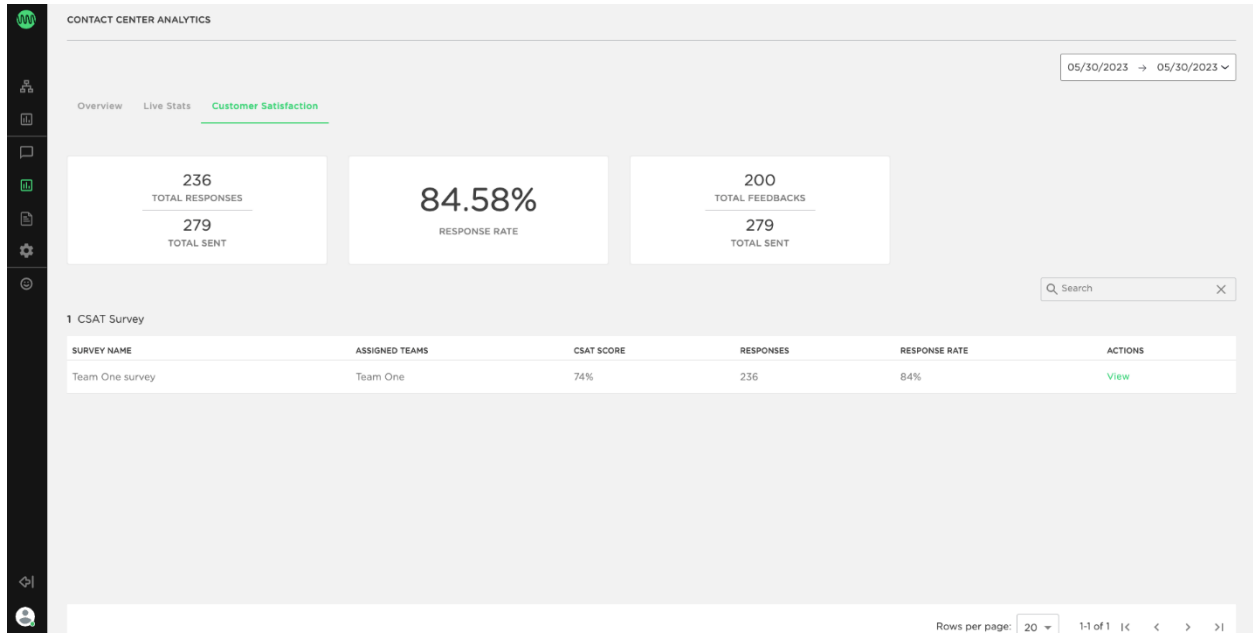 CONTACT CENTER ANALYTICS
05/30/2023 → 05/30/2023
Overview Live Stats Customer Satisfaction
236
TOTAL RESPONSES
279
TOTAL SENT
84.58%
RESPONSE RATE
200
TOTAL FEEDBACKS
279
TOTAL SENT
Search
1 CSAT Survey
SURVEY NAME ASSIGNED TEAMS CSAT SCORE RESPONSES RESPONSE RATE ACTIONS
Team One survey Team One 74% 236 84% View
Rows per page: 20 1-1 of 1